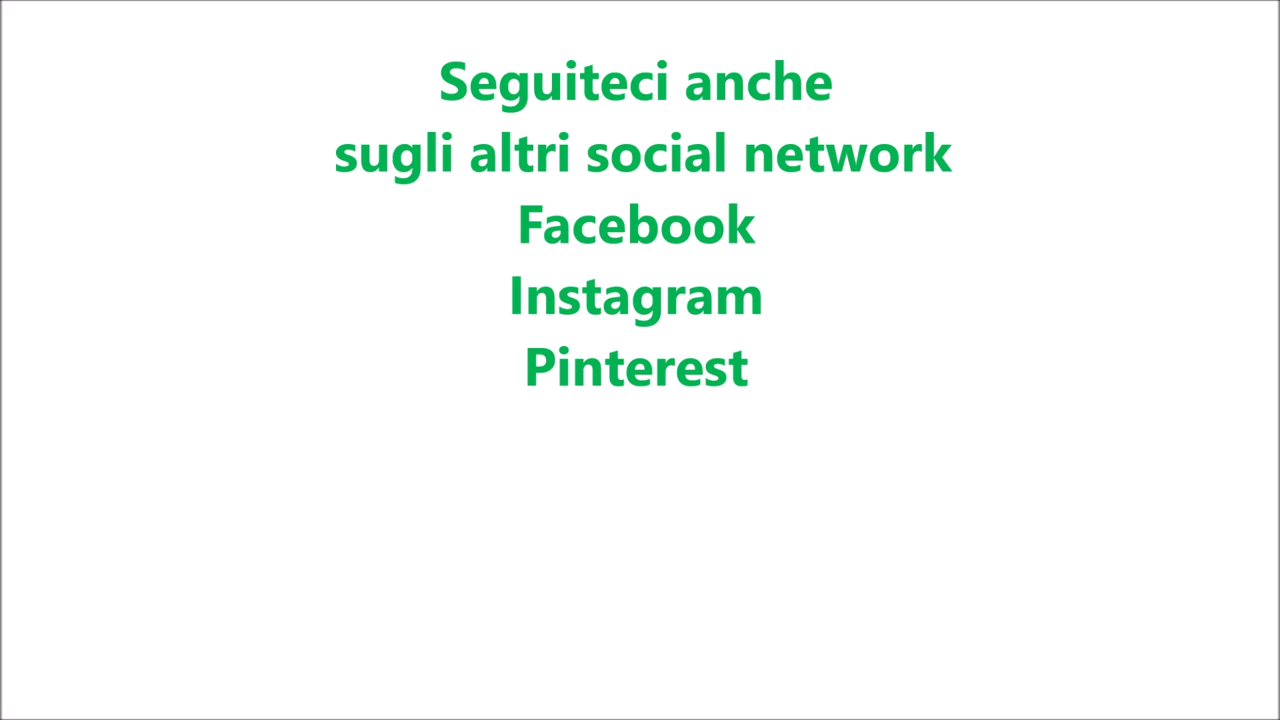 Seguiteci anche
sugli altri social network
Facebook
Instagram
Pinterest